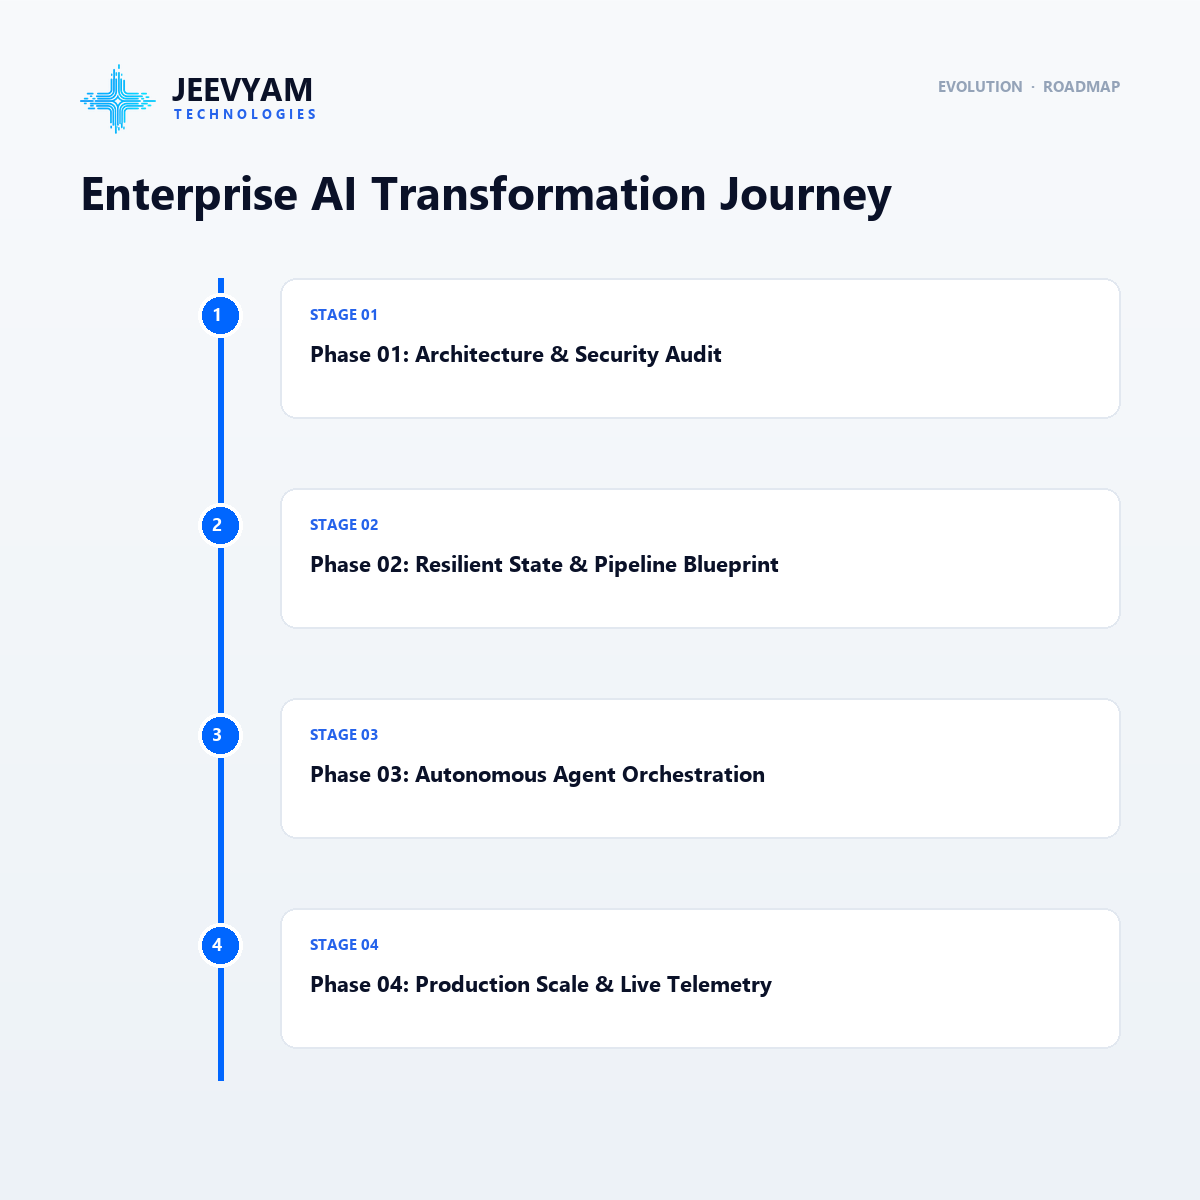 JEEVYAM
TECHNOLOGIES
EVOLUTION · ROADMAP
Enterprise AI Transformation Journey
1
STAGE 01
Phase 01: Architecture & Security Audit
2
STAGE 02
Phase 02: Resilient State & Pipeline Blueprint
3
STAGE 03
Phase 03: Autonomous Agent Orchestration
4
STAGE 04
Phase 04: Production Scale & Live Telemetry